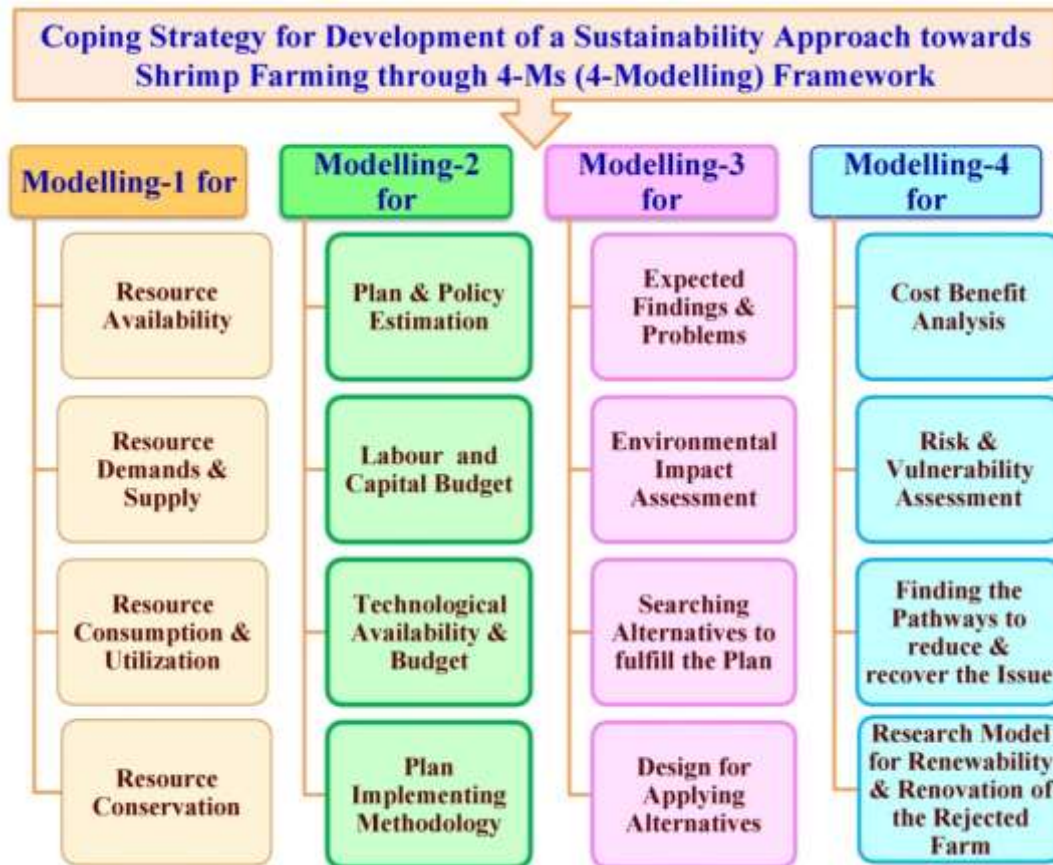 Coping Strategy for Development of a Sustainability Approach towards
Shrimp Farming through 4-Ms (4-Modelling) Framework
Modelling-1 for
Resource
Availability
Resource
Demands &
Supply
Resource
Consumption &
Utilization
Resource
Conservation
Modelling-2
for
Plan & Policy
Estimation
Labour and
Capital Budget
Technological
Availability &
Budget
Plan
Implementing
Methodology
Modelling-3
for
Expected
Findings &
Problems
Environmental
Impact
Assessment
Searching
Alternatives to
fulfill the Plan
Design for
Applying
Alternatives
Modelling-4
for
Cost Benefit
Analysis
Risk &
Vulnerability
Assessment
Finding the
Pathways to
reduce &
recover the Issue
Research Model
for Renewability
& Renovation of
the Rejected
Farm